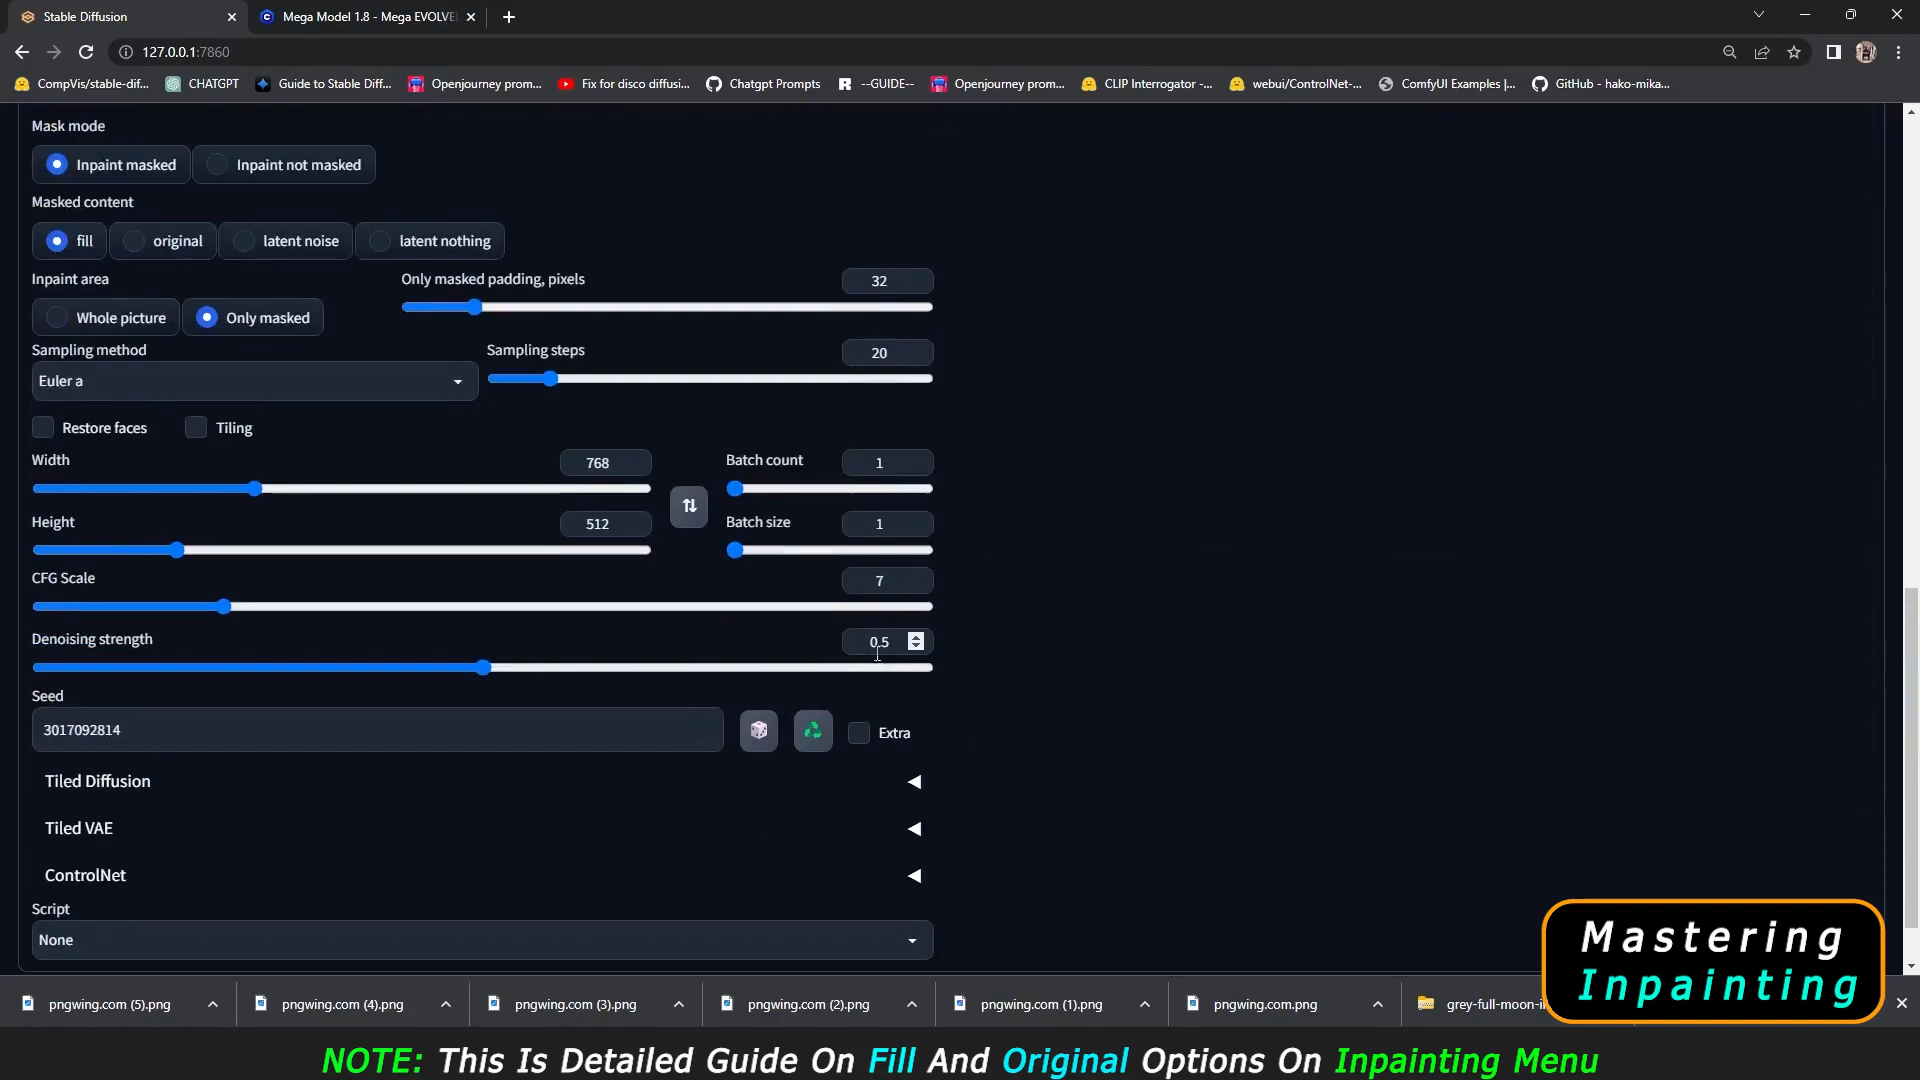 Stable Diffusion
Mega Model 1.8 - Mega EVOLVE
127.0.0.1:7860
CompVis/stable-dif... CHATGPT Guide to Stable Diff... Openjourney prom... Fix for disco diffusi... Chatgpt Prompts --GUIDE-- Openjourney prom... CLIP Interrogator -... webui/ControlNet-... ComfyUI Examples |... GitHub - hako-mika...
Mask mode
Inpaint masked Inpaint not masked
Masked content
fill original latent noise latent nothing
Inpaint area Only masked padding, pixels 32
Whole picture Only masked
Sampling method Sampling steps 20
Euler a
Restore faces Tiling
Width 768 Batch count 1
Height 512 Batch size 1
CFG Scale 7
Denoising strength 0.5
Seed
3017092814 Extra
Tiled Diffusion
Tiled VAE
ControlNet
Script
None
Mastering
Inpainting
pngwing.com (5).png pngwing.com (4).png pngwing.com (3).png pngwing.com (2).png pngwing.com (1).png pngwing.com.png grey-full-moon-i
NOTE: This Is Detailed Guide On Fill And Original Options On Inpainting Menu